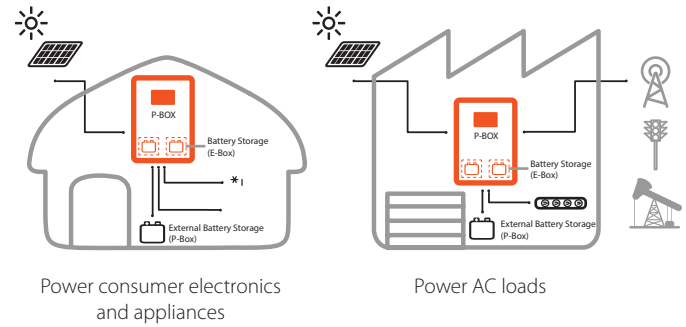 P-BOX
Battery Storage
(E-Box)
External Battery Storage
(P-Box)
Power consumer electronics
and appliances
P-BOX
Battery Storage
(E-Box)
External Battery Storage
(P-Box)
Power AC loads